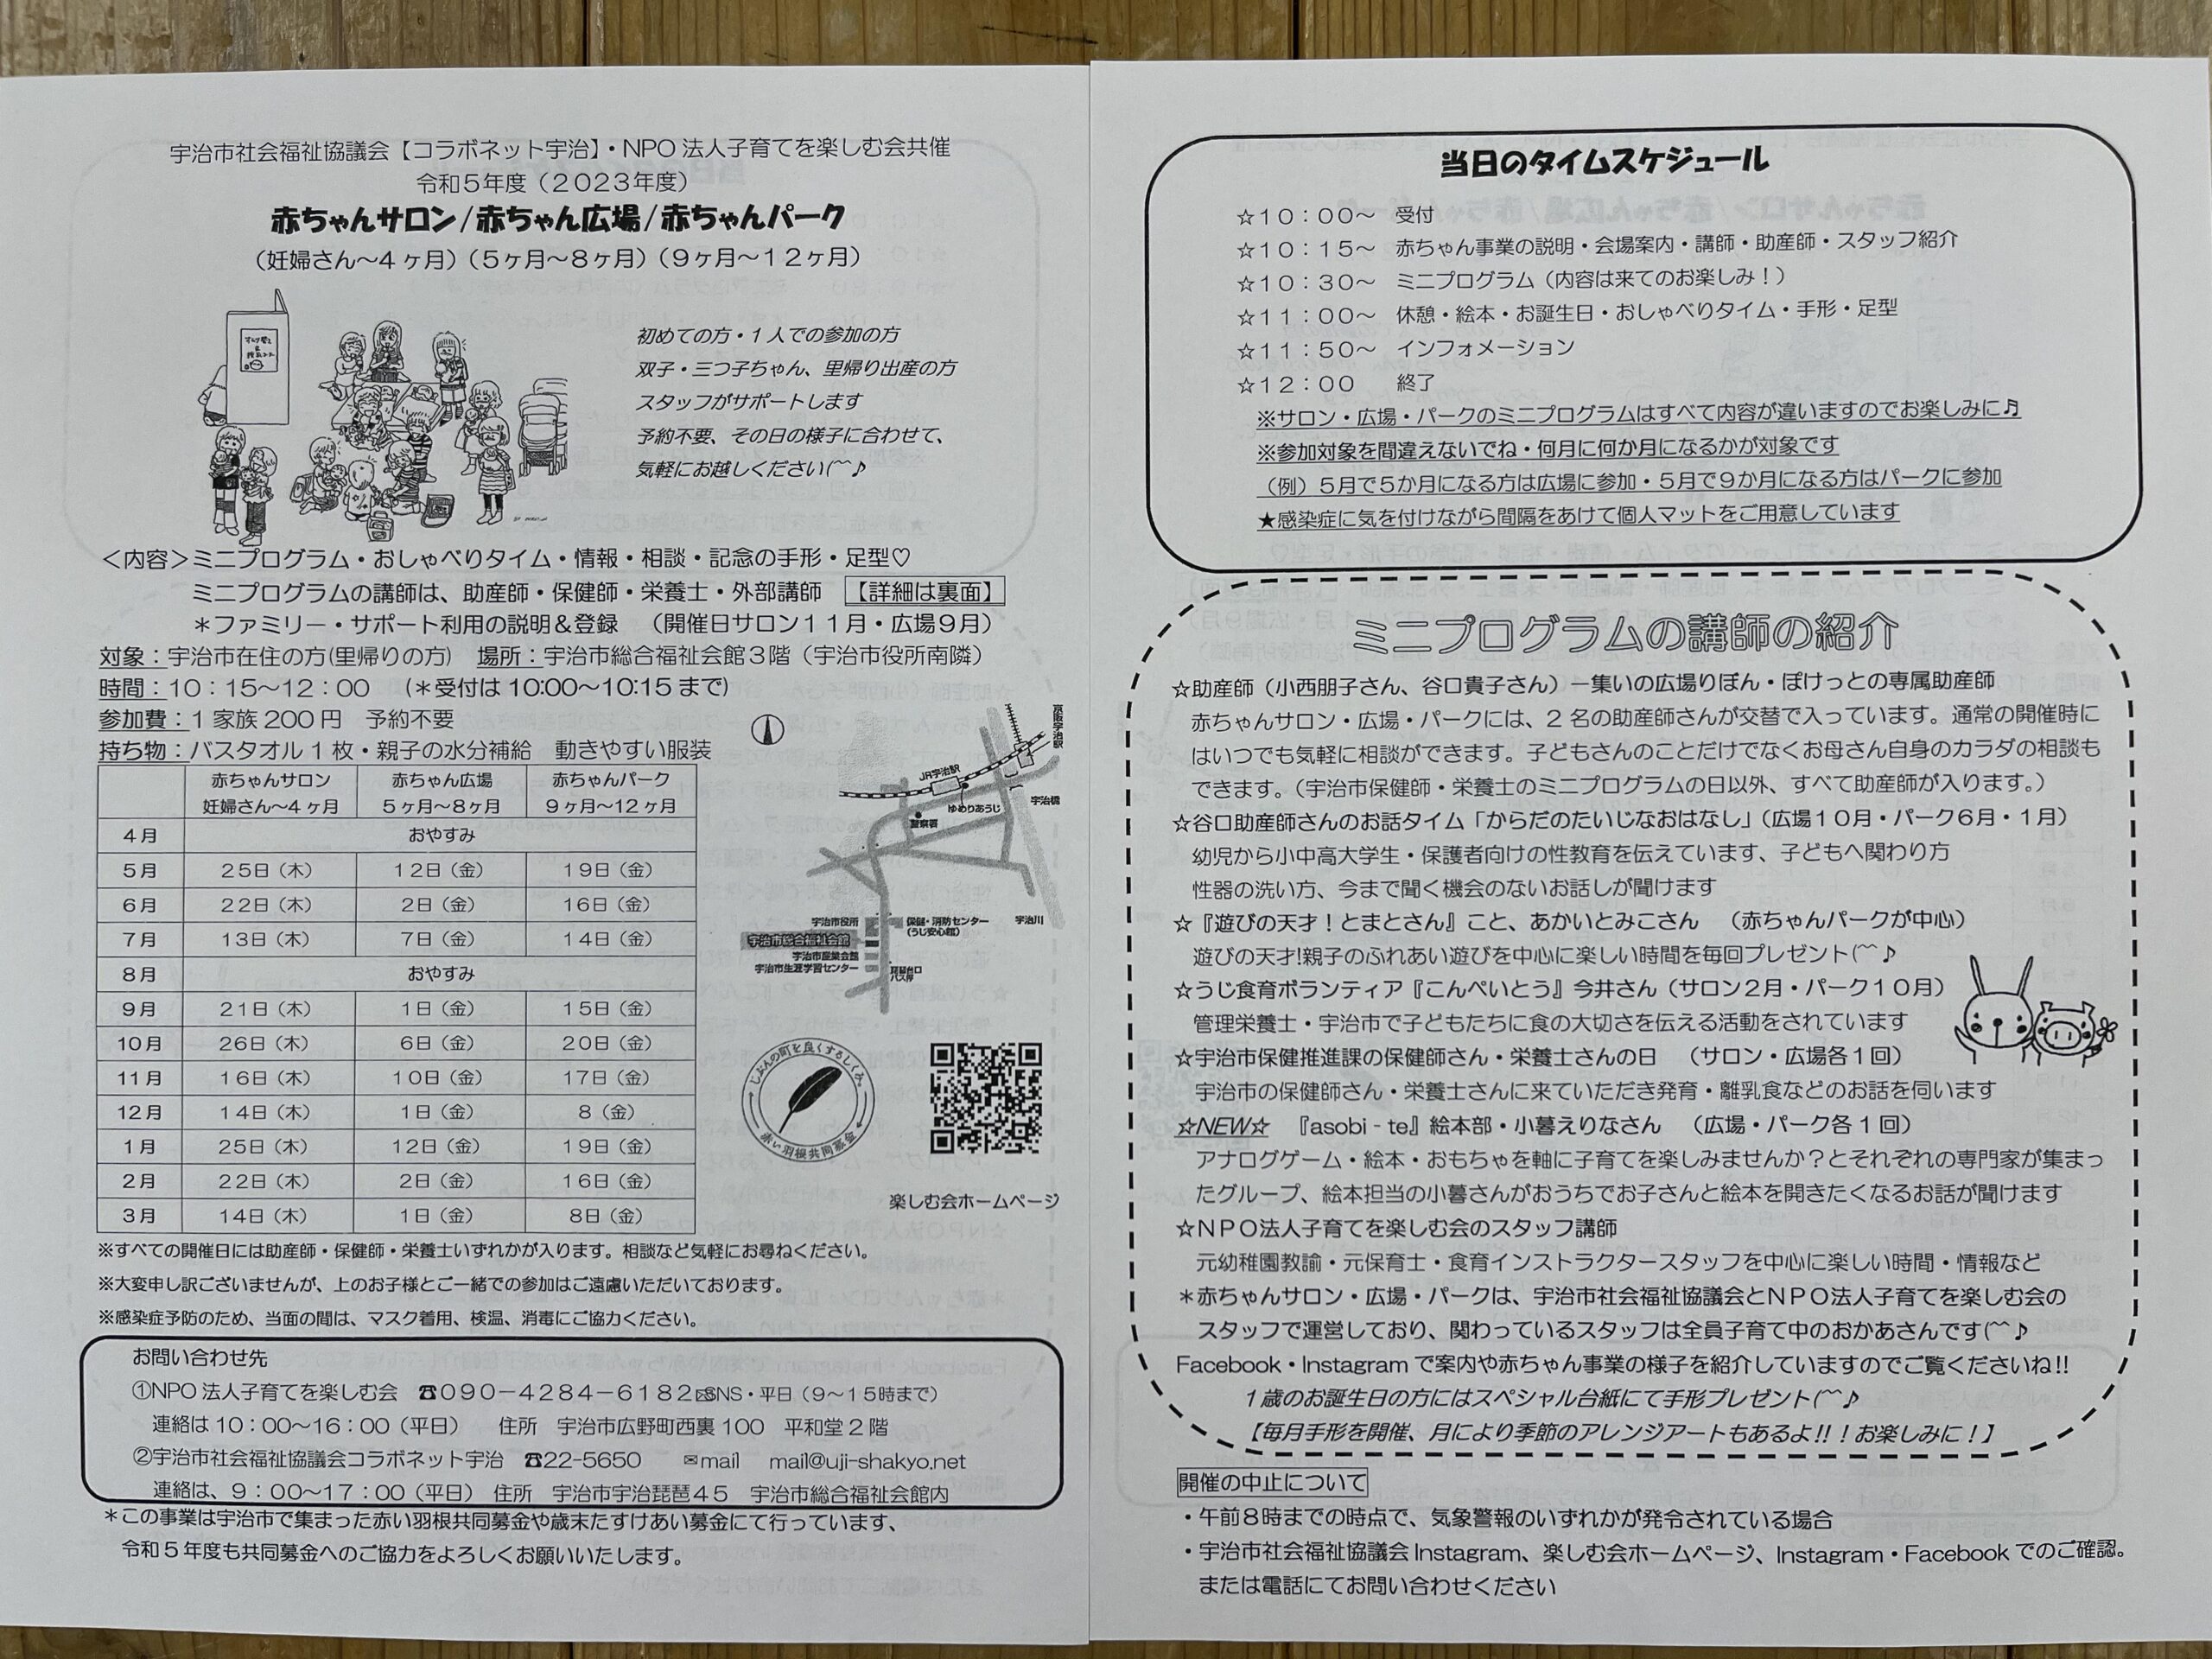 宇治市社会福祉協議会【コラボネット宇治】・NPO 法人子育てを楽しむ会共催
令和5年度（2023年度）
赤ちゃんサロン/赤ちゃん広場/赤ちゃんパーク
（妊婦さん～4ヶ月）（5ヶ月～8ヶ月）（9ヶ月～12ヶ月）
初めての方・1人での参加の方
双子・三つ子ちゃん、里帰り出産の方
スタッフがサポートします
予約不要、その日の様子に合わせて、
気軽にお越しください(^^♪
＜内容＞ミニプログラム・おしゃべりタイム・情報・相談・記念の手形・足型♡
ミニプログラムの講師は、助産師・保健師・栄養士・外部講師 【詳細は裏面】
＊ファミリー・サポート利用の説明＆登録 （開催日サロン11月・広場9月）
対象：宇治市在住の方(里帰りの方) 場所：宇治市総合福祉会館3階（宇治市役所南隣）
時間：10：15～12：00 （＊受付は 10:00～10:15 まで）
参加費：1家族200円 予約不要
持ち物：バスタオル1枚・親子の水分補給 動きやすい服装
赤ちゃんサロン 赤ちゃん広場 赤ちゃんパーク
妊婦さん～4ヶ月 5ヶ月～8ヶ月 9ヶ月～12ヶ月
4月 おやすみ
5月 25日（木） 12日（金） 19日（金）
6月 22日（木） 2日（金） 16日（金）
7月 13日（木） 7日（金） 14日（金）
8月 おやすみ
9月 21日（木） 1日（金） 15日（金）
10月 26日（木） 6日（金） 20日（金）
11月 16日（木） 10日（金） 17日（金）
12月 14日（木） 1日（金） 8（金）
1月 25日（木） 12日（金） 19日（金）
2月 22日（木） 2日（金） 16日（金）
3月 14日（木） 1日（金） 8日（金）
京阪宇治駅
JR宇治駅
ゆめりあうじ
宇治橋
警察署
宇治市役所
保健・消防センター
(うじ安心館)
宇治川
宇治市総合福祉会館
宇治市産業会館
宇治市生涯学習センター
琵琶台口
バス停
じぶんの町を良くするしくみ。
赤い羽根共同募金
楽しむ会ホームページ
※すべての開催日には助産師・保健師・栄養士いずれかが入ります。相談など気軽にお尋ねください。
※大変申し訳ございませんが、上のお子様とご一緒での参加はご遠慮いただいております。
※感染症予防のため、当面の間は、マスク着用、検温、消毒にご協力ください。
お問い合わせ先
①NPO 法人子育てを楽しむ会 ☎090－4284－6182✉SNS・平日（9～15時まで）
連絡は 10：00～16：00（平日） 住所 宇治市広野町西裏100 平和堂2階
②宇治市社会福祉協議会コラボネット宇治 ☎22-5650 ✉mail mail@uji-shakyo.net
連絡は、9：00～17：00（平日） 住所 宇治市宇治琵琶45 宇治市総合福祉会館内
＊この事業は宇治市で集まった赤い羽根共同募金や歳末たすけあい募金にて行っています、
令和5年度も共同募金へのご協力をよろしくお願いいたします。
当日のタイムスケジュール
☆10：00～ 受付
☆10：15～ 赤ちゃん事業の説明・会場案内・講師・助産師・スタッフ紹介
☆10：30～ ミニプログラム（内容は来てのお楽しみ！）
☆11：00～ 休憩・絵本・お誕生日・おしゃべりタイム・手形・足型
☆11：50～ インフォメーション
☆12：00 終了
※サロン・広場・パークのミニプログラムはすべて内容が違いますのでお楽しみに♬
※参加対象を間違えないでね・何月に何か月になるかが対象です
（例）5月で5か月になる方は広場に参加・5月で9か月になる方はパークに参加
★感染症に気を付けながら間隔をあけて個人マットをご用意しています
ミニプログラムの講師の紹介
☆助産師（小西朋子さん、谷口貴子さん）－集いの広場りぼん・ぽけっとの専属助産師
赤ちゃんサロン・広場・パークには、2名の助産師さんが交替で入っています。通常の開催時に
はいつでも気軽に相談ができます。子どもさんのことだけでなくお母さん自身のカラダの相談も
できます。（宇治市保健師・栄養士のミニプログラムの日以外、すべて助産師が入ります。）
☆谷口助産師さんのお話タイム「からだのたいじなおはなし」（広場10月・パーク6月・1月）
幼児から小中高大学生・保護者向けの性教育を伝えています、子どもへ関わり方
性器の洗い方、今まで聞く機会のないお話しが聞けます
☆『遊びの天才！とまとさん』こと、あかいとみこさん （赤ちゃんパークが中心）
遊びの天才!親子のふれあい遊びを中心に楽しい時間を毎回プレゼント(^^♪
☆うじ食育ボランティア『こんぺいとう』今井さん（サロン2月・パーク10月）
管理栄養士・宇治市で子どもたちに食の大切さを伝える活動をされています
☆宇治市保健推進課の保健師さん・栄養士さんの日 （サロン・広場各1回）
宇治市の保健師さん・栄養士さんに来ていただき発育・離乳食などのお話を伺います
☆NEW☆ 『asobi‐te』絵本部・小暮えりなさん （広場・パーク各1回）
アナログゲーム・絵本・おもちゃを軸に子育てを楽しみませんか？とそれぞれの専門家が集まっ
たグループ、絵本担当の小暮さんがおうちでお子さんと絵本を開きたくなるお話が聞けます
☆NPO法人子育てを楽しむ会のスタッフ講師
元幼稚園教諭・元保育士・食育インストラクタースタッフを中心に楽しい時間・情報など
＊赤ちゃんサロン・広場・パークは、宇治市社会福祉協議会とNPO法人子育てを楽しむ会の
スタッフで運営しており、関わっているスタッフは全員子育て中のおかあさんです(^^♪
Facebook・Instagram で案内や赤ちゃん事業の様子を紹介していますのでご覧くださいね!!
1歳のお誕生日の方にはスペシャル台紙にて手形プレゼント(^^♪
【毎月手形を開催、月により季節のアレンジアートもあるよ!!！お楽しみに！】
開催の中止について
・午前8時までの時点で、気象警報のいずれかが発令されている場合
・宇治市社会福祉協議会 Instagram、楽しむ会ホームページ、Instagram・Facebook でのご確認。
または電話にてお問い合わせください